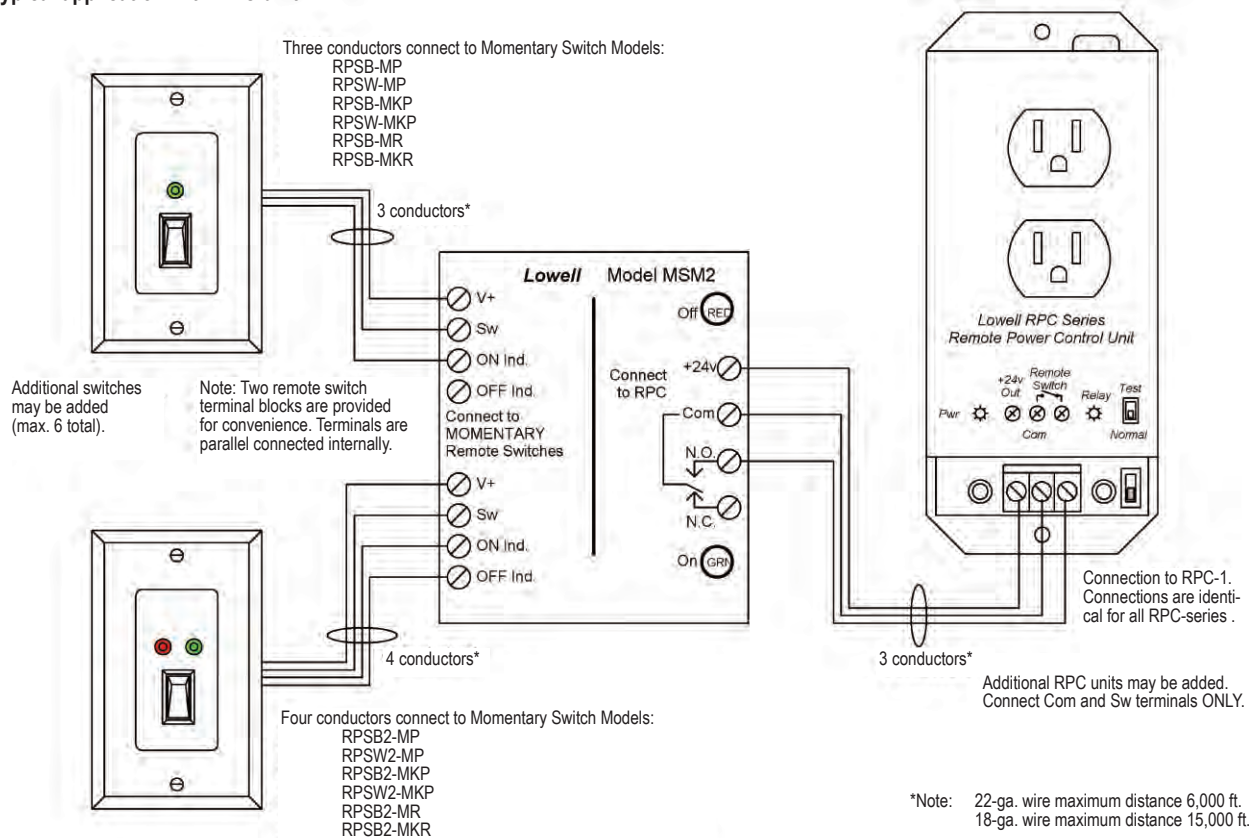 Three conductors connect to Momentary Switch Models:
RPSB-MP
RPSW-MP
RPSB-MKP
RPSW-MKP
RPSB-MR
RPSB-MKR
3 conductors*
Additional switches
may be added
(max. 6 total).
Note: Two remote switch
terminal blocks are provided
for convenience. Terminals are
parallel connected internally.
Lowell Model MSM2
V+
Sw
ON Ind.
OFF Ind.
Connect to
MOMENTARY
Remote Switches
V+
Sw
ON Ind.
OFF Ind.
Off RED
Connect
to RPC
+24v
Com
N.O.
N.C.
On GRN
4 conductors*
Four conductors connect to Momentary Switch Models:
RPSB2-MP
RPSW2-MP
RPSB2-MKP
RPSW2-MKP
RPSB2-MR
RPSB2-MKR
Lowell RPC Series
Remote Power Control Unit
Pwr
+24v
Out
Remote
Switch
Com
Relay
Test
Normal
Connection to RPC-1.
Connections are identi-
cal for all RPC-series .
3 conductors*
Additional RPC units may be added.
Connect Com and Sw terminals ONLY.
*Note: 22-ga. wire maximum distance 6,000 ft.
18-ga. wire maximum distance 15,000 ft.